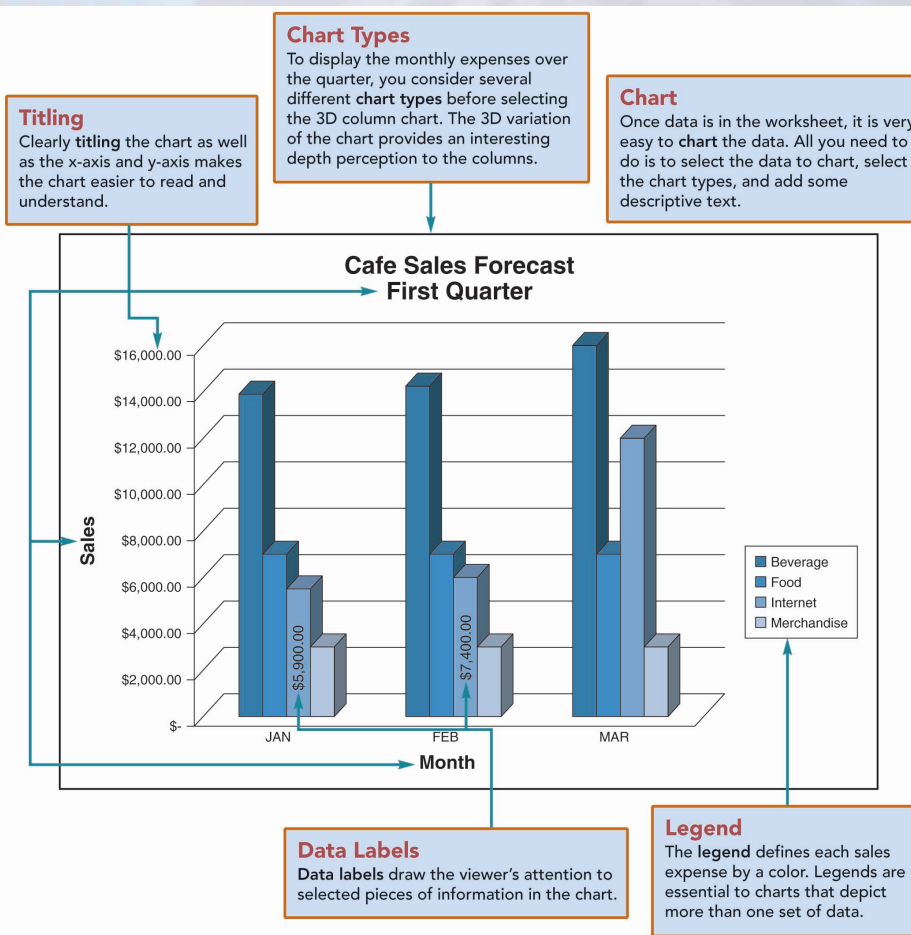 Chart Types
To display the monthly expenses over
the quarter, you consider several
different chart types before selecting
the 3D column chart. The 3D variation
of the chart provides an interesting
depth perception to the columns.
Titling
Clearly titling the chart as well
as the x-axis and y-axis makes
the chart easier to read and
understand.
Chart
Once data is in the worksheet, it is very
easy to chart the data. All you need to
do is to select the data to chart, select
the chart types, and add some
descriptive text.
Cafe Sales Forecast
First Quarter
Sales
$16,000.00
$14,000.00
$12,000.00
$10,000.00
$8,000.00
$6,000.00
$4,000.00
$2,000.00
$-
$5,900.00
$7,400.00
JAN
FEB
MAR
Month
Beverage
Food
Internet
Merchandise
Data Labels
Data labels draw the viewer's attention to
selected pieces of information in the chart.
Legend
The legend defines each sales
expense by a color. Legends are
essential to charts that depict
more than one set of data.